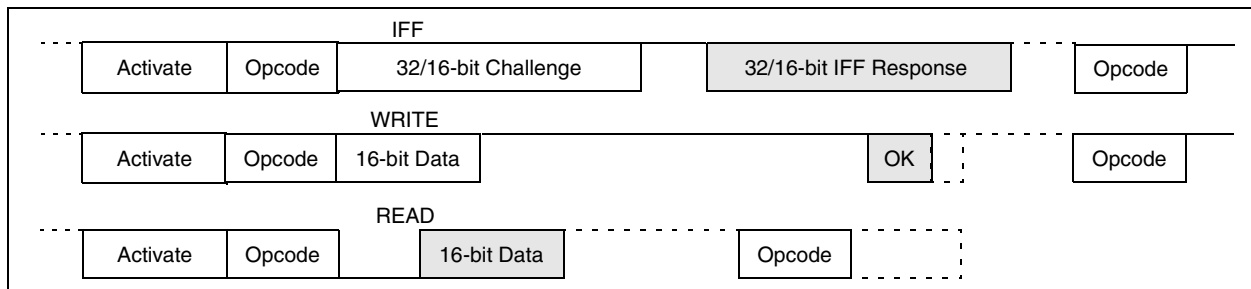 IFF
Activate Opcode 32/16-bit Challenge 32/16-bit IFF Response Opcode
WRITE
Activate Opcode 16-bit Data OK Opcode
READ
Activate Opcode 16-bit Data Opcode